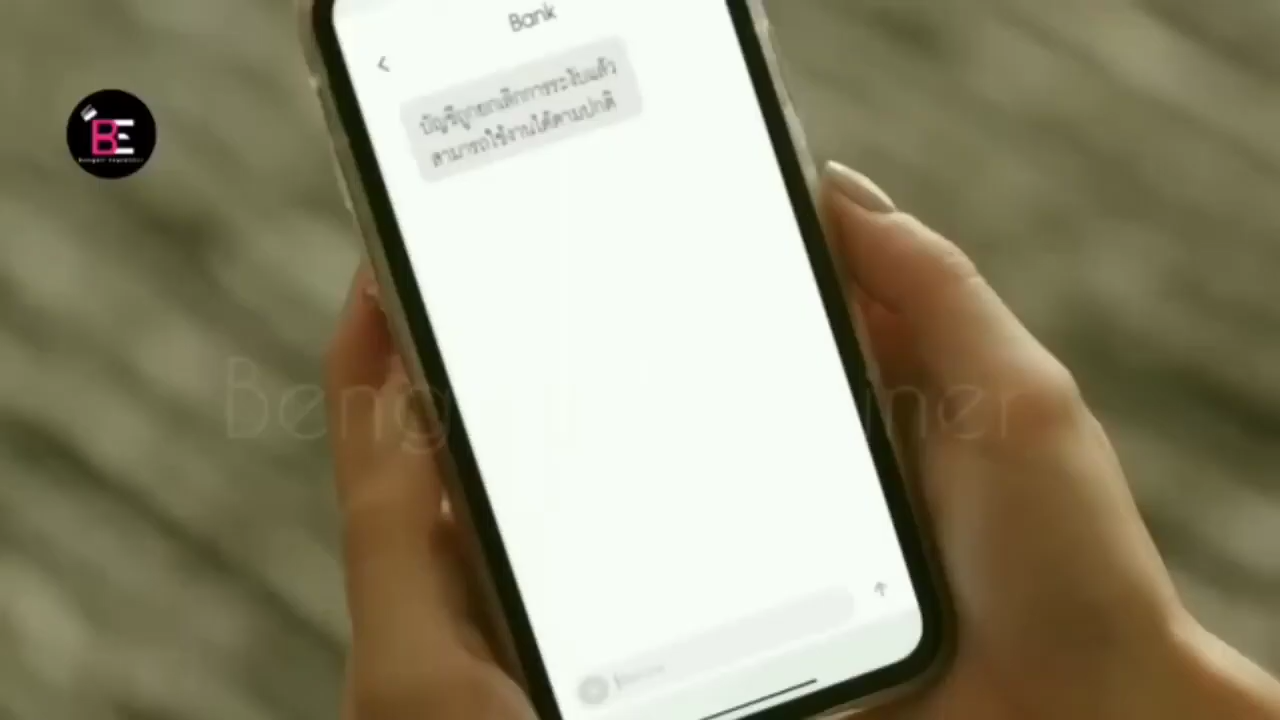 Bank
บัญชีถูกยกเลิกการระงับแล้ว
สามารถใช้งานได้ตามปกติ
BE